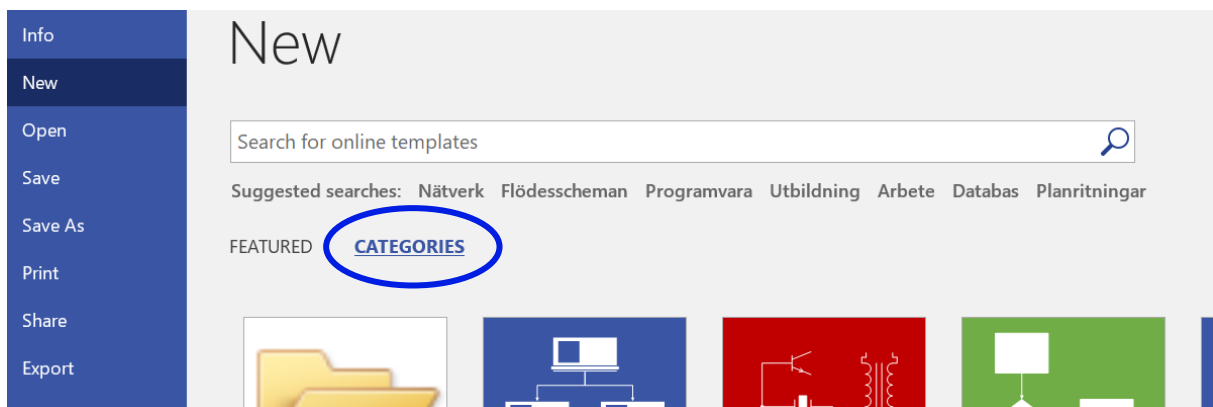 Info
New
Open
Save
Save As
Print
Share
Export
New
Search for online templates
Suggested searches: Nätverk Flödesscheman Programvara Utbildning Arbete Databas Planritningar
FEATURED CATEGORIES